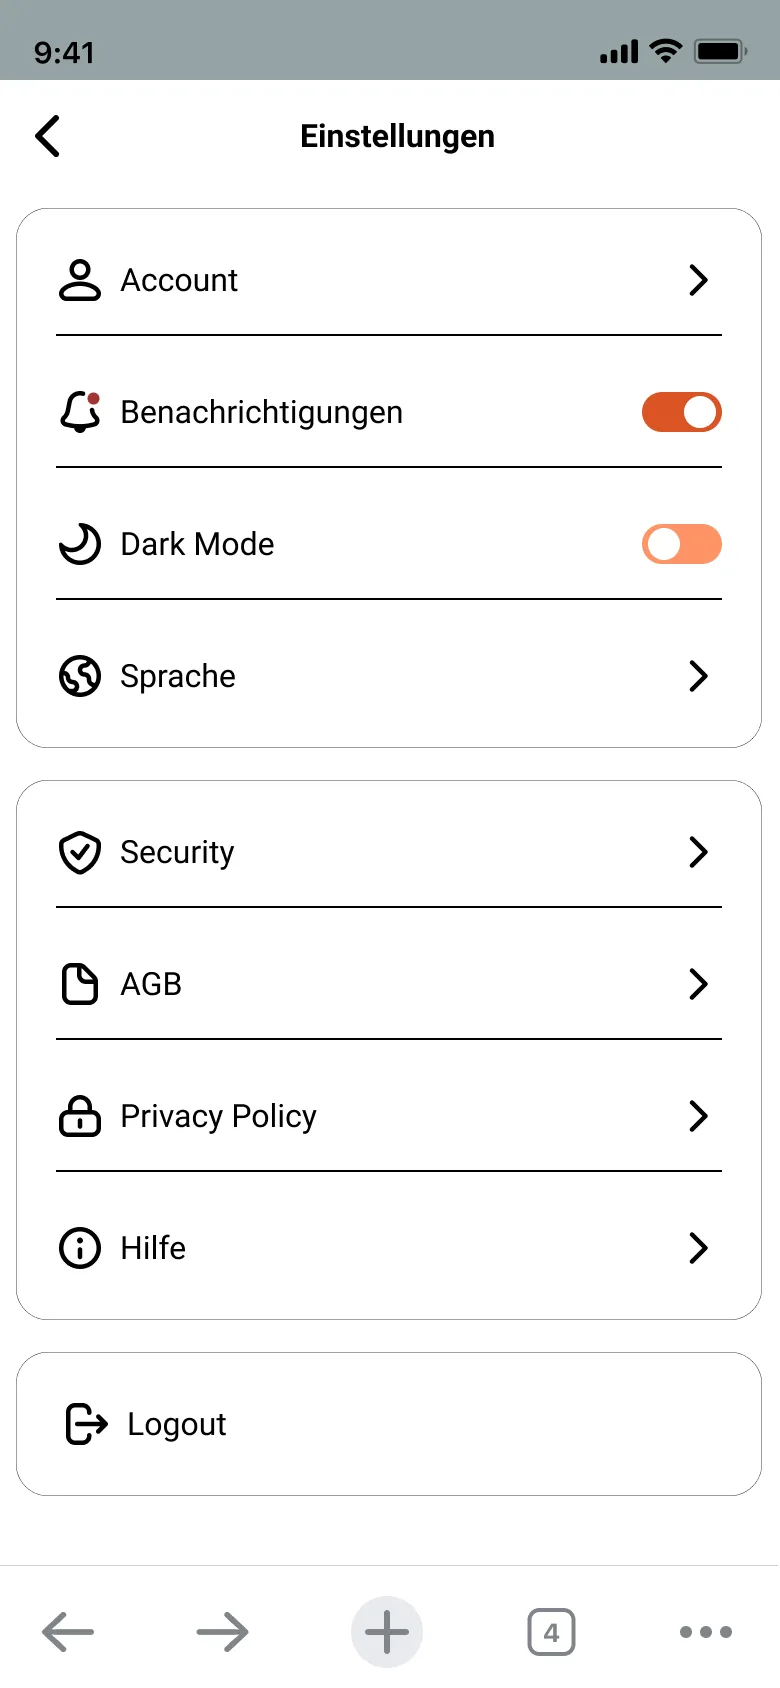 9:41
Einstellungen
Account
Benachrichtigungen
Dark Mode
Sprache
Security
AGB
Privacy Policy
Hilfe
Logout
4